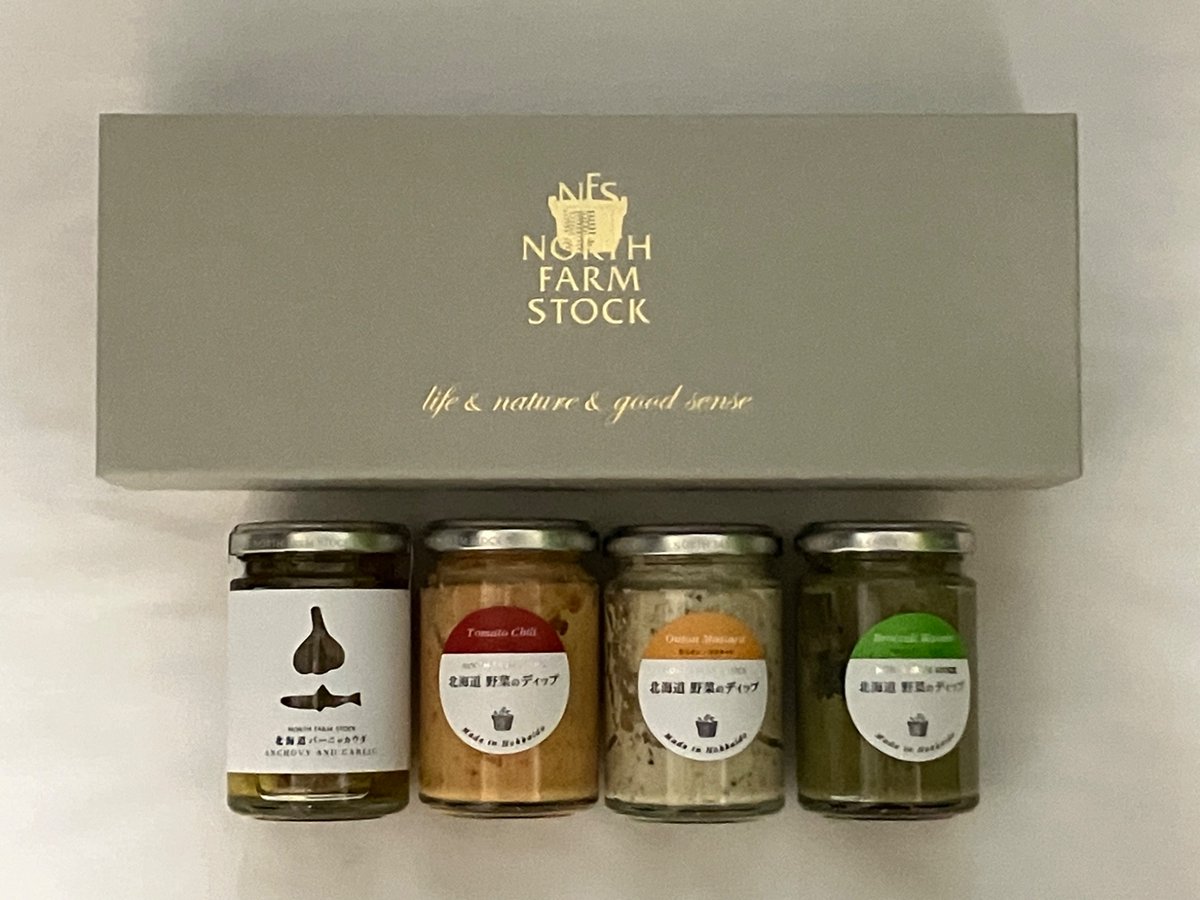 NFS
NORTH
FARM
STOCK
life & nature & good sense
NORTH FARM STOCK
北海道バーニャカウダ
ANCHOVY AND GARLIC
Tomato Chili
北海道 野菜のディップ
Made in Hokkaido
Onion Mustard
北海道 野菜のディップ
Made in Hokkaido
北海道 野菜のディップ
Made in Hokkaido